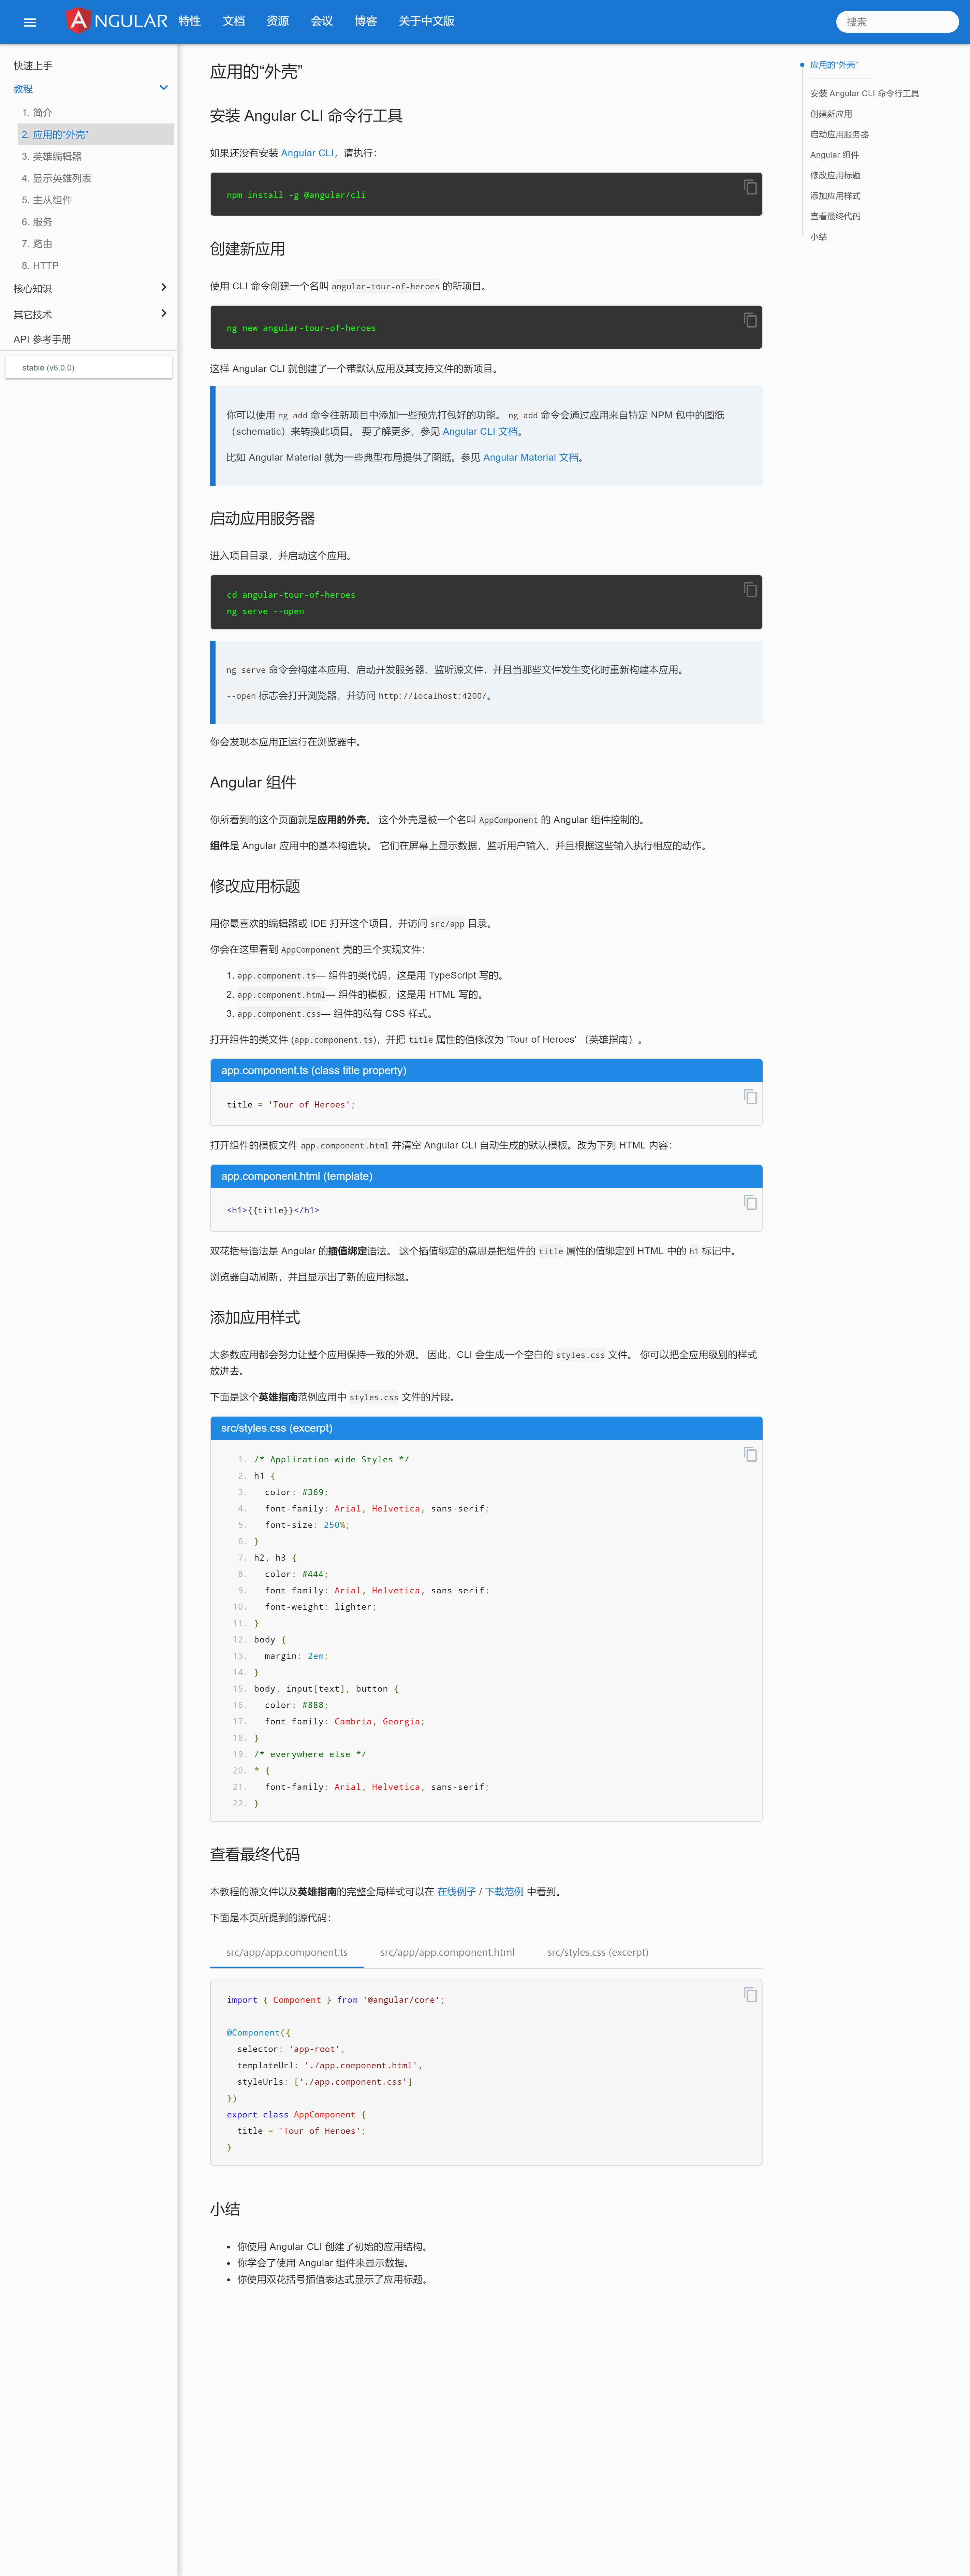 ANGULAR 特性 文档 资源 会议 博客 关于中文版 搜索
快速上手
教程
1. 简介
2. 应用的“外壳”
3. 英雄编辑器
4. 显示英雄列表
5. 主从组件
6. 服务
7. 路由
8. HTTP
核心知识
其它技术
API 参考手册
stable (v6.0.0)
应用的“外壳”
安装 Angular CLI 命令行工具
如果还没有安装 Angular CLI，请执行：
npm install -g @angular/cli
创建新应用
使用 CLI 命令创建一个名叫 angular-tour-of-heroes 的新项目。
ng new angular-tour-of-heroes
这样 Angular CLI 就创建了一个带默认应用及其支持文件的新项目。
你可以使用 ng add 命令往新项目中添加一些预先打包好的功能。 ng add 命令会通过应用来自特定 NPM 包中的图纸
（schematic）来转换此项目。 要了解更多，参见 Angular CLI 文档。
比如 Angular Material 就为一些典型布局提供了图纸。参见 Angular Material 文档。
启动应用服务器
进入项目目录，并启动这个应用。
cd angular-tour-of-heroes
ng serve --open
ng serve 命令会构建本应用、启动开发服务器、监听源文件，并且当那些文件发生变化时重新构建本应用。
--open 标志会打开浏览器，并访问 http://localhost:4200/。
你会发现本应用正运行在浏览器中。
Angular 组件
你所看到的这个页面就是应用的外壳。 这个外壳是被一个名叫 AppComponent 的 Angular 组件控制的。
组件是 Angular 应用中的基本构造块。 它们在屏幕上显示数据，监听用户输入，并且根据这些输入执行相应的动作。
修改应用标题
用你最喜欢的编辑器或 IDE 打开这个项目，并访问 src/app 目录。
你会在这里看到 AppComponent 壳的三个实现文件：
1. app.component.ts— 组件的类代码，这是用 TypeScript 写的。
2. app.component.html— 组件的模板，这是用 HTML 写的。
3. app.component.css— 组件的私有 CSS 样式。
打开组件的类文件 (app.component.ts)，并把 title 属性的值修改为 'Tour of Heroes' （英雄指南）。
app.component.ts (class title property)
title = 'Tour of Heroes';
打开组件的模板文件 app.component.html 并清空 Angular CLI 自动生成的默认模板。改为下列 HTML 内容：
app.component.html (template)
<h1>{{title}}</h1>
双花括号语法是 Angular 的插值绑定语法。 这个插值绑定的意思是把组件的 title 属性的值绑定到 HTML 中的 h1 标记中。
浏览器自动刷新，并且显示出了新的应用标题。
添加应用样式
大多数应用都会努力让整个应用保持一致的外观。 因此，CLI 会生成一个空白的 styles.css 文件。 你可以把全应用级别的样式
放进去。
下面是这个英雄指南范例应用中 styles.css 文件的片段。
src/styles.css (excerpt)
1. /* Application-wide Styles */
2. h1 {
3. color: #369;
4. font-family: Arial, Helvetica, sans-serif;
5. font-size: 250%;
6. }
7. h2, h3 {
8. color: #444;
9. font-family: Arial, Helvetica, sans-serif;
10. font-weight: lighter;
11. }
12. body {
13. margin: 2em;
14. }
15. body, input[text], button {
16. color: #888;
17. font-family: Cambria, Georgia;
18. }
19. /* everywhere else */
20. * {
21. font-family: Arial, Helvetica, sans-serif;
22. }
查看最终代码
本教程的源文件以及英雄指南的完整全局样式可以在 在线例子 / 下载范例 中看到。
下面是本页所提到的源代码：
src/app/app.component.ts src/app/app.component.html src/styles.css (excerpt)
import { Component } from '@angular/core';
@Component({
selector: 'app-root',
templateUrl: './app.component.html',
styleUrls: ['./app.component.css']
})
export class AppComponent {
title = 'Tour of Heroes';
}
小结
• 你使用 Angular CLI 创建了初始的应用结构。
• 你学会了使用 Angular 组件来显示数据。
• 你使用双花括号插值表达式显示了应用标题。
应用的“外壳”
安装 Angular CLI 命令行工具
创建新应用
启动应用服务器
Angular 组件
修改应用标题
添加应用样式
查看最终代码
小结